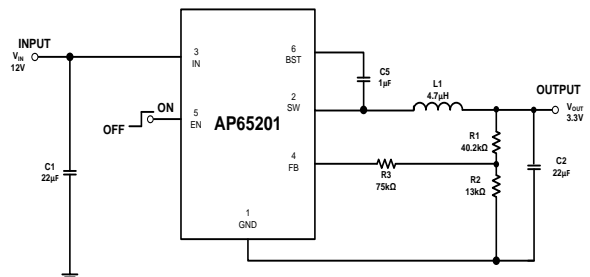 INPUT
VIN
12V
C1
22μF
OFF
ON
3
IN
5
EN
AP65201
6
BST
2
SW
4
FB
1
GND
C5
1μF
L1
4.7μH
R3
75kΩ
R1
40.2kΩ
R2
13kΩ
C2
22μF
OUTPUT
VOUT
3.3V